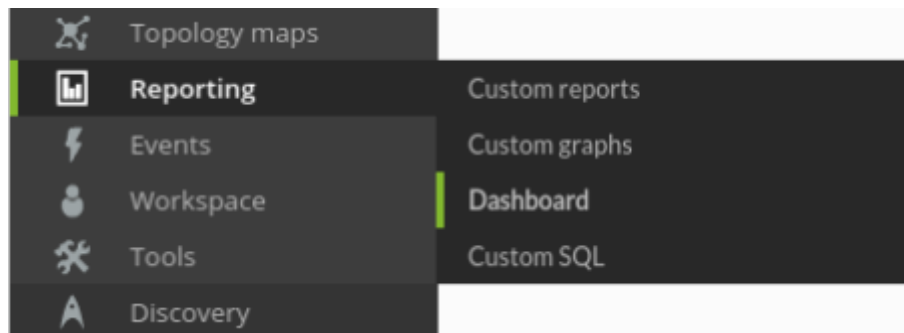 Topology maps
Reporting
Events
Workspace
Tools
Discovery
Custom reports
Custom graphs
Dashboard
Custom SQL